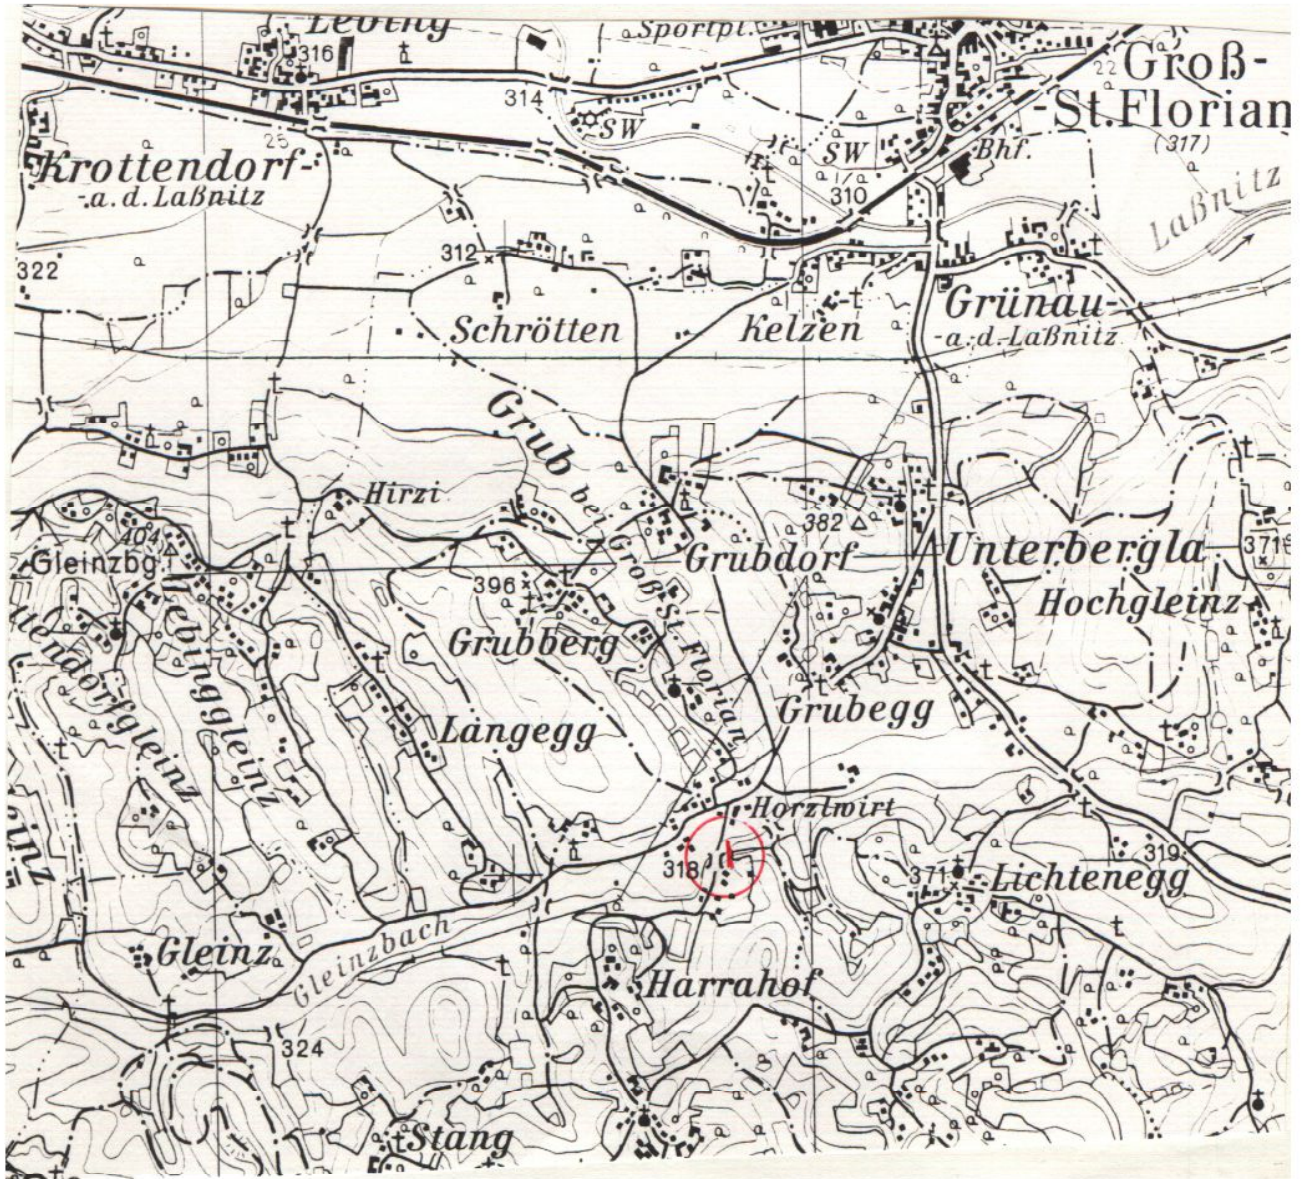 Lebing
Sportpl.
316
22
Groß-
-St.Florian
(317)
314
SW
25
SW
Bhf.
Krottendorf-
-a.d.Laßnitz
310
Laßnitz
322
312
Schrötten
Kelzen
Grünau-
-a.d.Laßnitz
Grub bei Groß St. Florian
Hirzi
404
Gleinzbg.
382
Grubdorf
Unterbergla
371
396
Hochgleinz
Grubberg
Lebinggleinz
Langegg
Grubegg
Horzlwirt
318
319
371
Lichtenegg
Gleinz
Gleinzbach
Harrahof
324
Stang